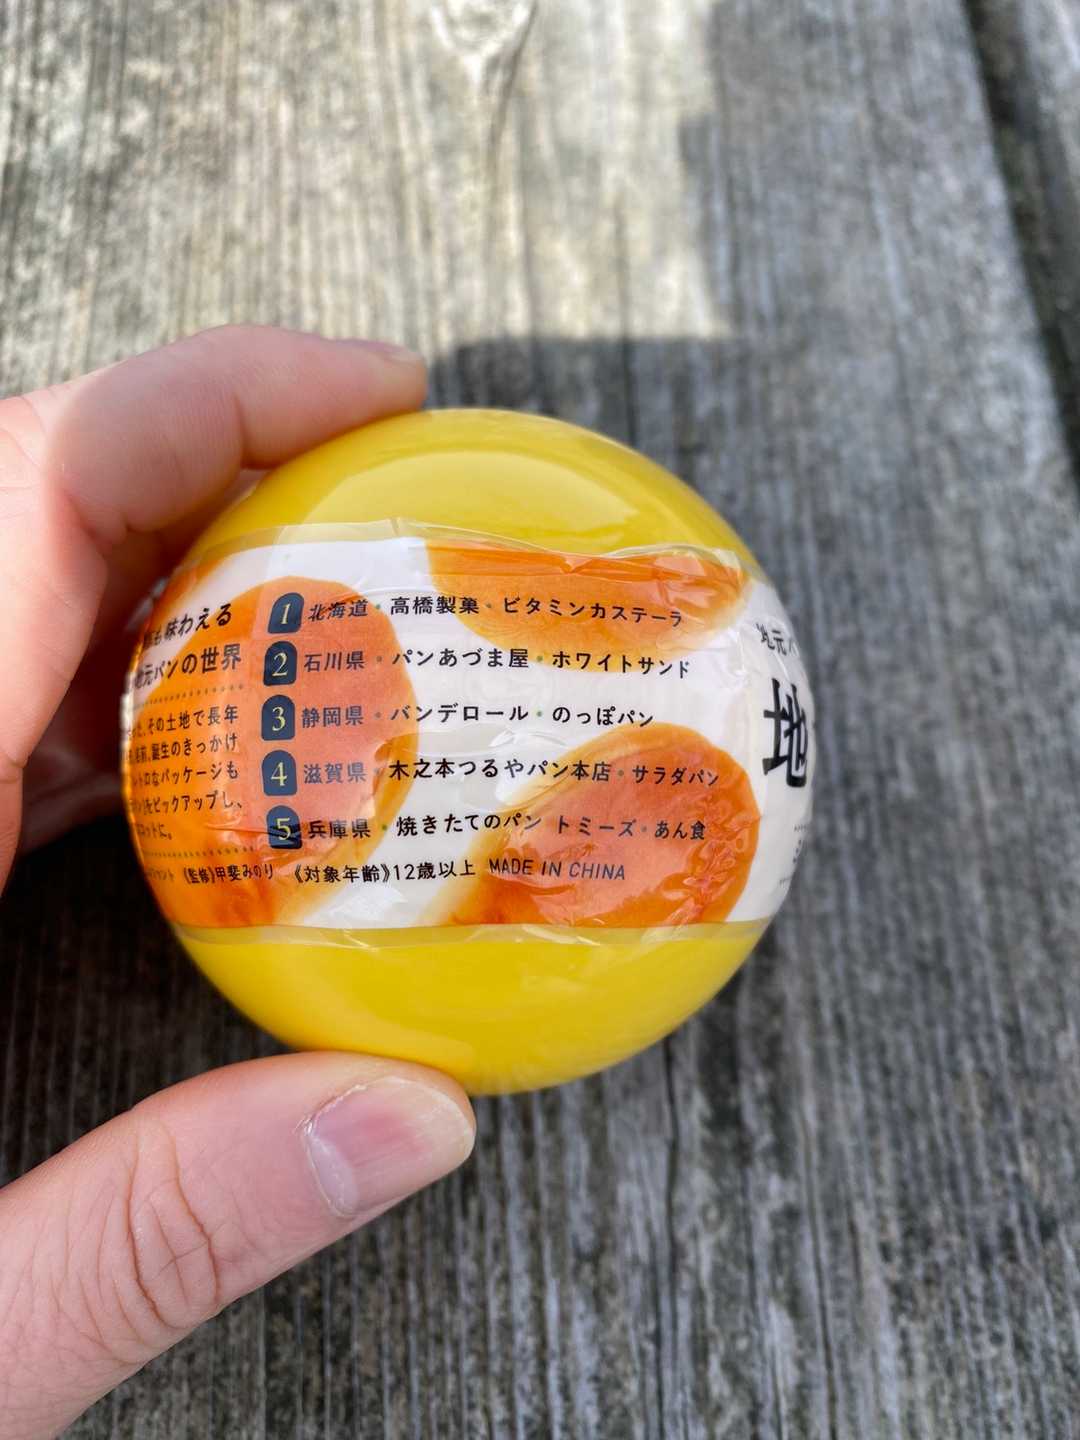 味わえる
地元パンの世界
その土地で長年
誕生のきっかけ
レトロなパッケージも
をピックアップし、
1 北海道・高橋製菓・ビタミンカステーラ
2 石川県・パンあづま屋・ホワイトサンド
3 静岡県・バンデロール・のっぽパン
4 滋賀県・木之本つるやパン本店・サラダパン
5 兵庫県・焼きたてのパン トミーズ・あん食
《監修》甲斐みのり 《対象年齢》12歳以上 MADE IN CHINA
地元
地